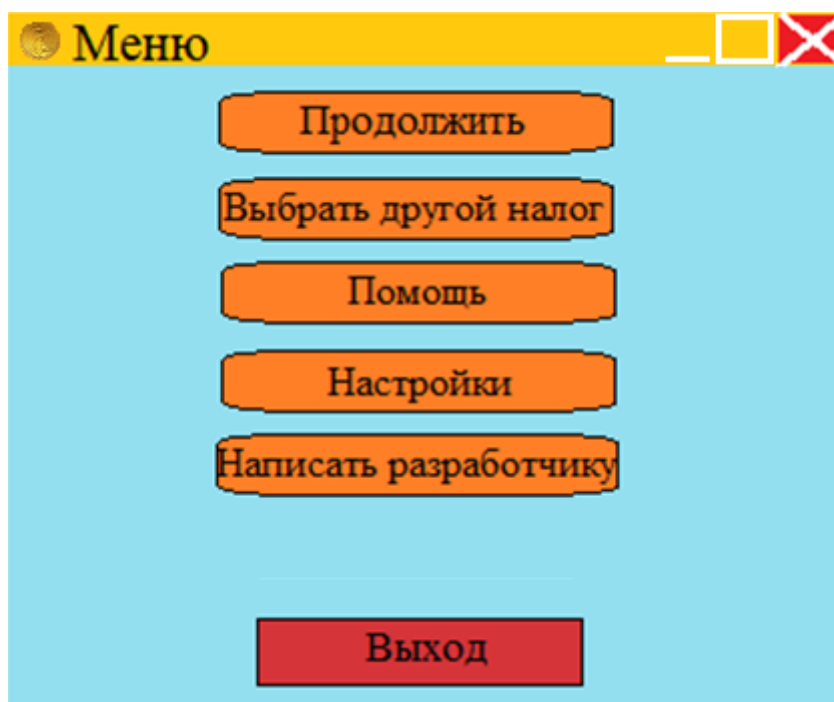 Меню
Продолжить
Выбрать другой налог
Помощь
Настройки
Написать разработчику
Выход